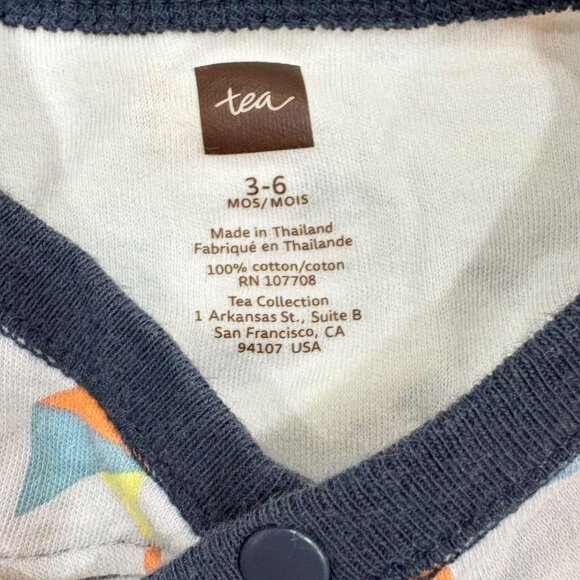 tea
3-6
MOS/MOIS
Made in Thailand
Fabriqué en Thailande
100% cotton/coton
RN 107708
Tea Collection
1 Arkansas St., Suite B
San Francisco, CA
94107 USA